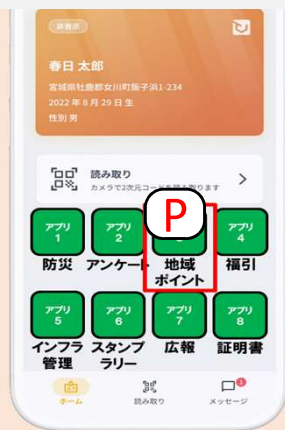 非表示
春日 太郎
宮城県牡鹿郡女川町飯子浜1-234
2022 年 8 月 29 日 生
性別 男
読み取り
カメラで2次元コードを読み取ります
P
アプリ
1
アプリ
2
アプリ
4
防災
アンケート
地域
ポイント
福引
アプリ
5
アプリ
6
アプリ
7
アプリ
8
インフラ
管理
スタンプ
ラリー
広報
証明書
ホーム
読み取り
メッセージ